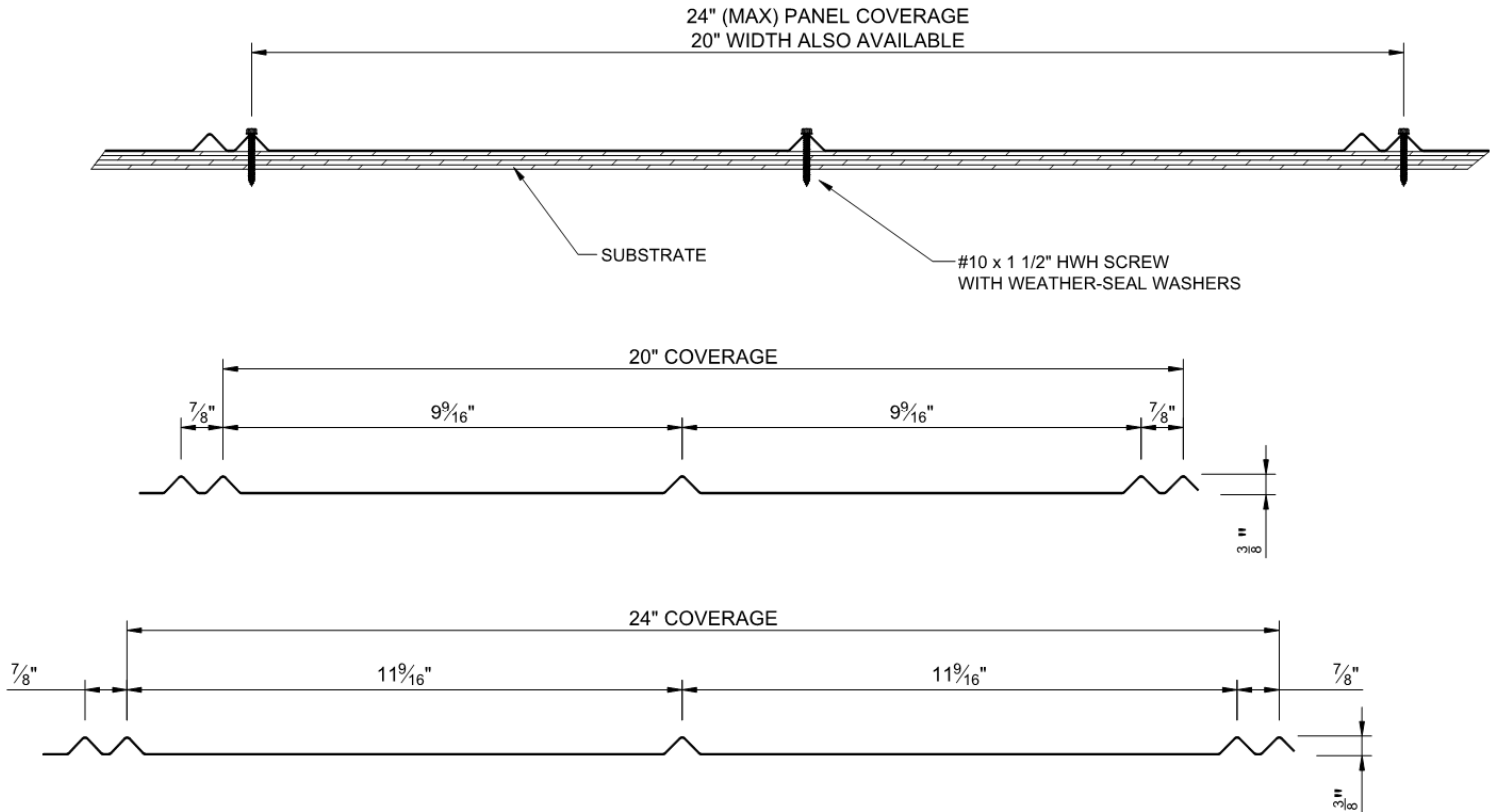 24" (MAX) PANEL COVERAGE
20" WIDTH ALSO AVAILABLE
SUBSTRATE
#10 x 1 1/2" HWH SCREW
WITH WEATHER-SEAL WASHERS
20" COVERAGE
7/8" 9 9/16" 9 9/16" 7/8"
3/8"
24" COVERAGE
7/8" 11 9/16" 11 9/16" 7/8"
3/8"